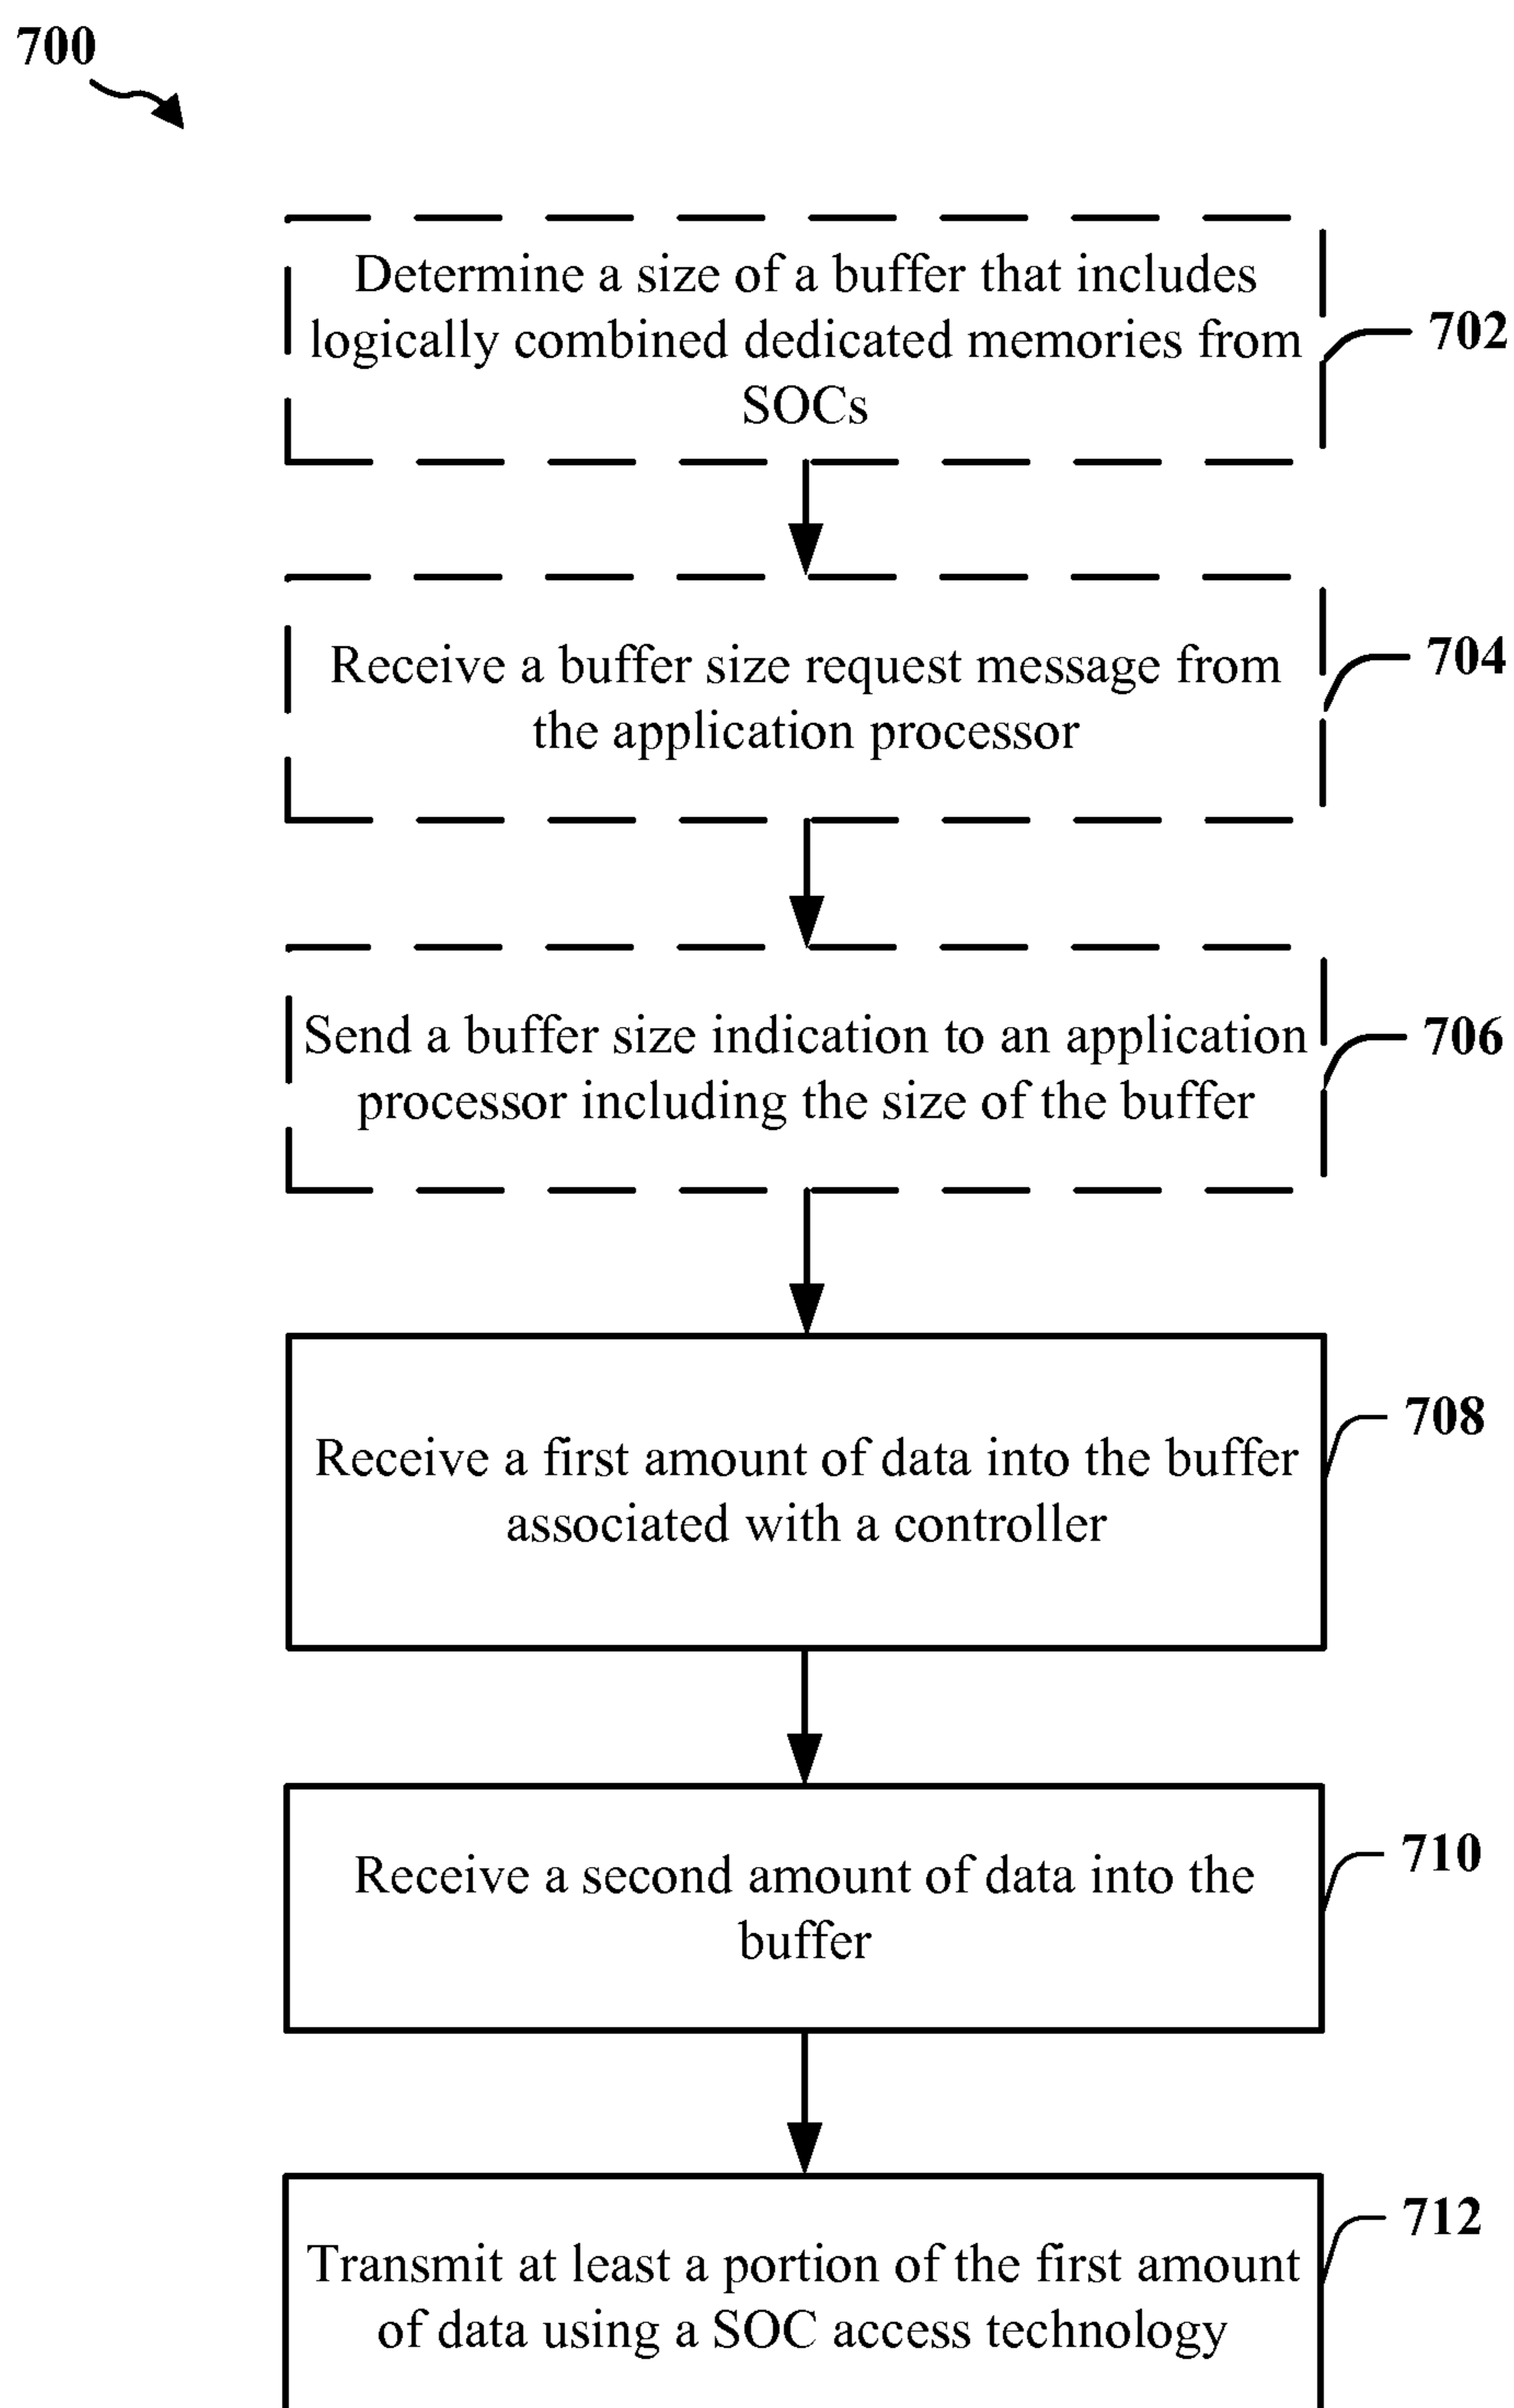 700
Determine a size of a buffer that includes
logically combined dedicated memories from
SOCs
702
Receive a buffer size request message from
the application processor
704
Send a buffer size indication to an application
processor including the size of the buffer
706
Receive a first amount of data into the buffer
associated with a controller
708
Receive a second amount of data into the
buffer
710
Transmit at least a portion of the first amount
of data using a SOC access technology
712